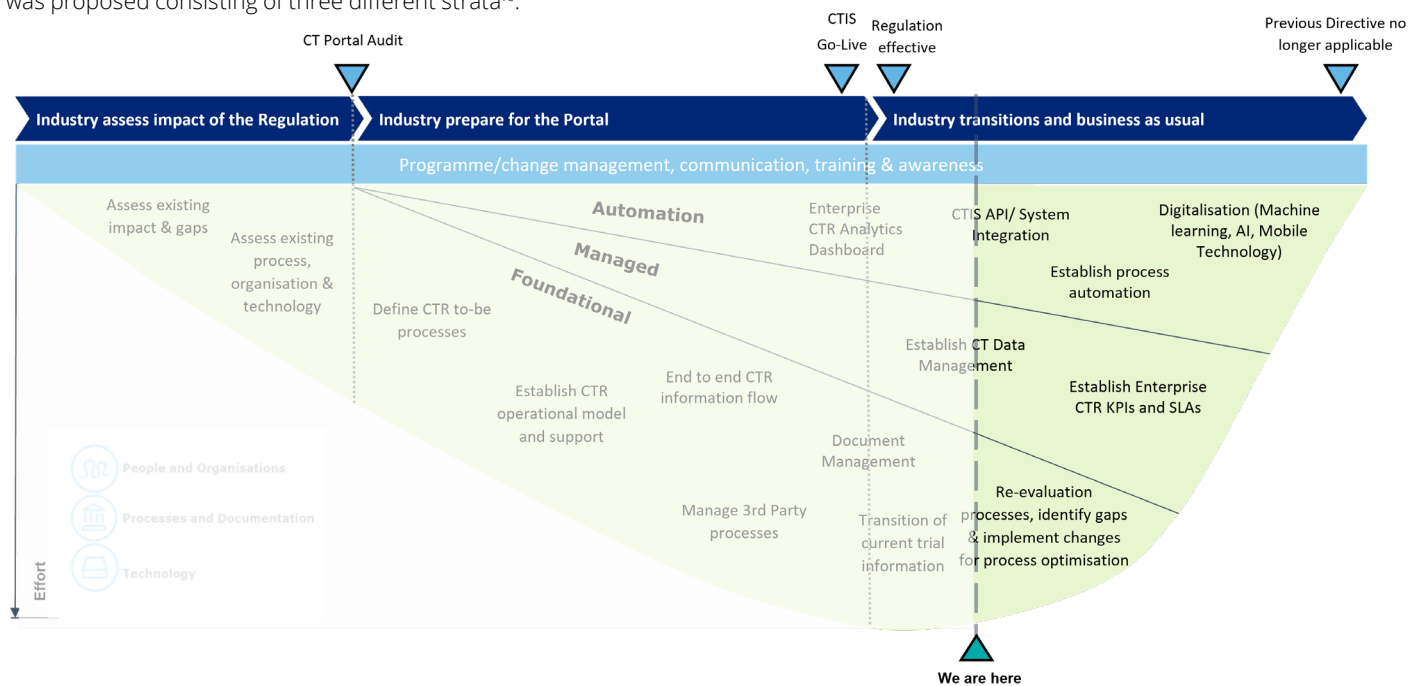 was proposed consisting of three different strata
CTIS
Go-Live
Regulation
effective
Previous Directive no
longer applicable
CT Portal Audit
Industry assess impact of the Regulation
Industry prepare for the Portal
Industry transitions and business as usual
Programme/change management, communication, training & awareness
Assess existing
impact & gaps
Assess existing
process,
organisation &
technology
Automation
Managed
Foundational
Enterprise
CTR Analytics
Dashboard
CTIS API/ System
Integration
Digitalisation (Machine
learning, AI, Mobile
Technology)
Establish process
automation
Define CTR to-be
processes
Establish CT Data
Management
Establish CTR
operational model
and support
End to end CTR
information flow
Establish Enterprise
CTR KPIs and SLAs
Document
Management
Manage 3rd Party
processes
Transition of
current trial
information
Re-evaluation
processes, identify gaps
& implement changes
for process optimisation
People and Organisations
Processes and Documentation
Technology
Effort
We are here